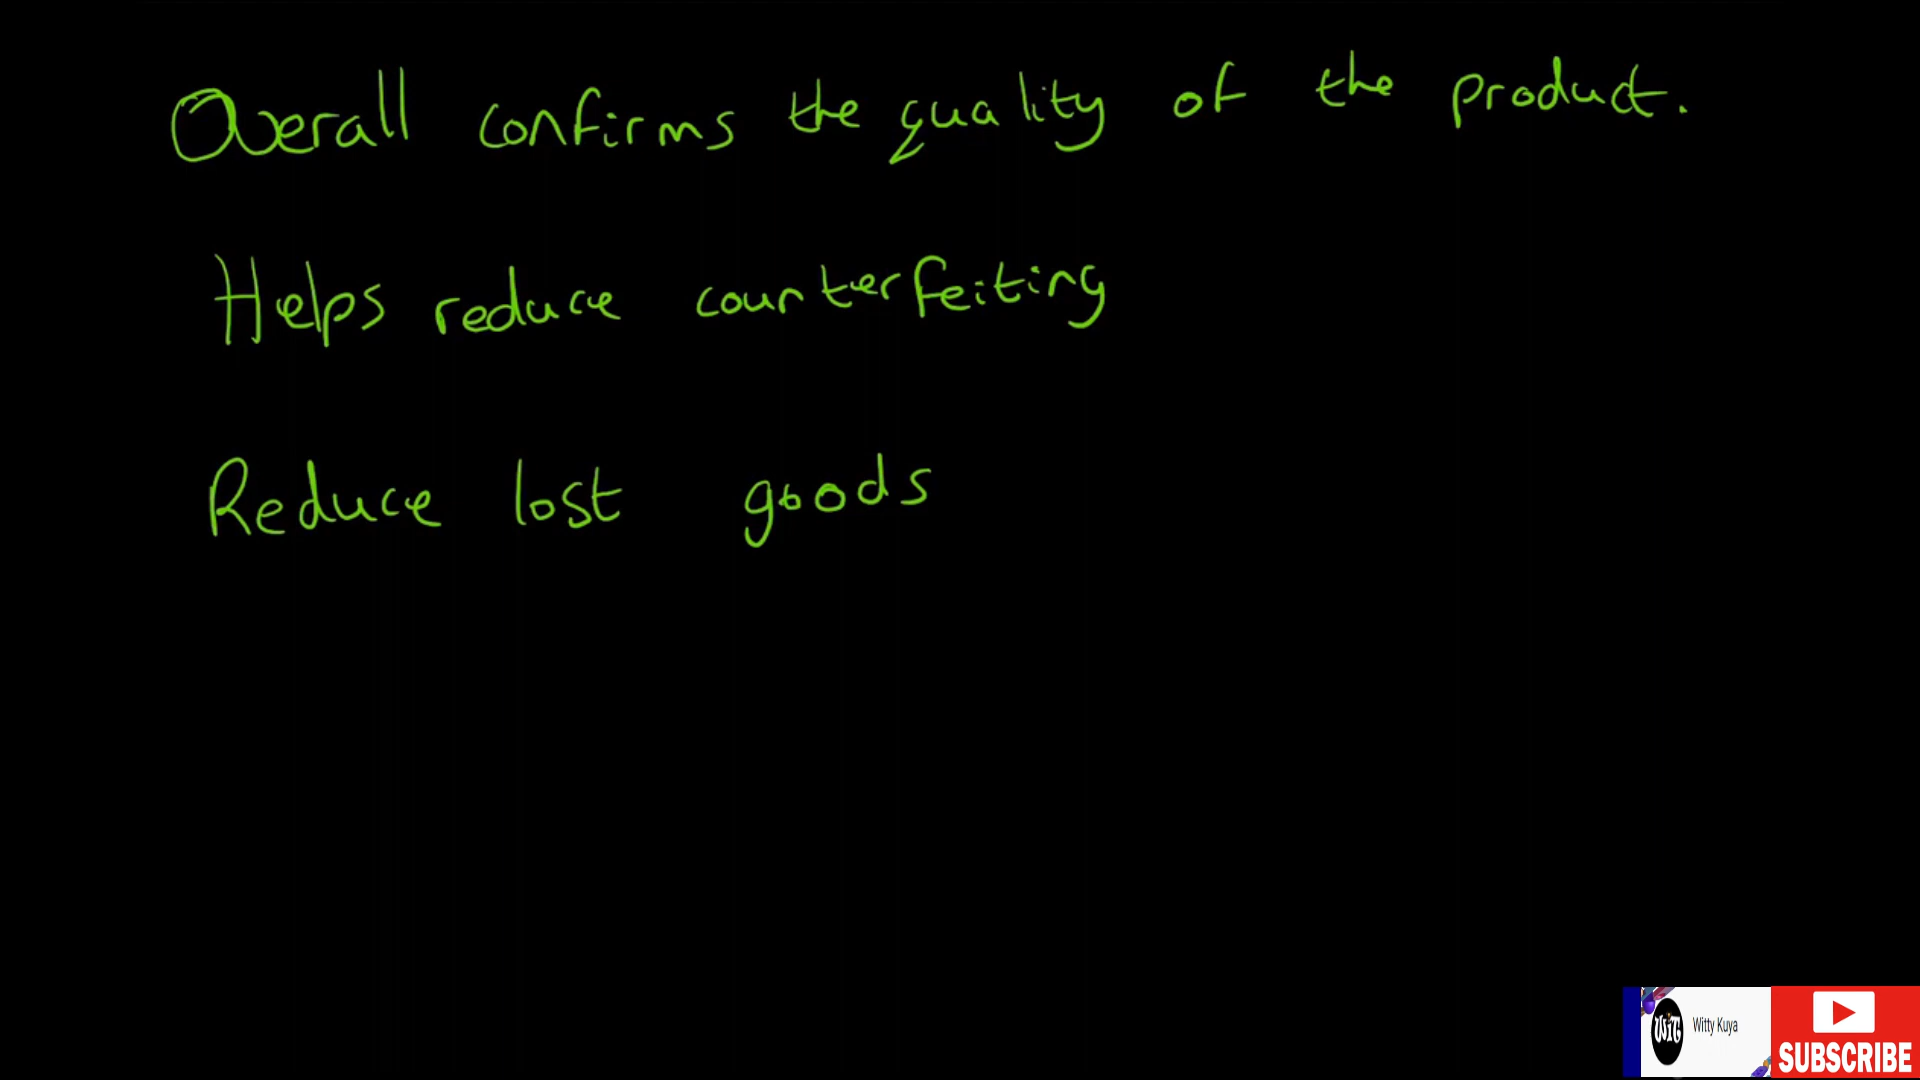 Overall confirms the quality of the product.
Helps reduce counterfeiting
Reduce lost goods
Witty Kuya
SUBSCRIBE